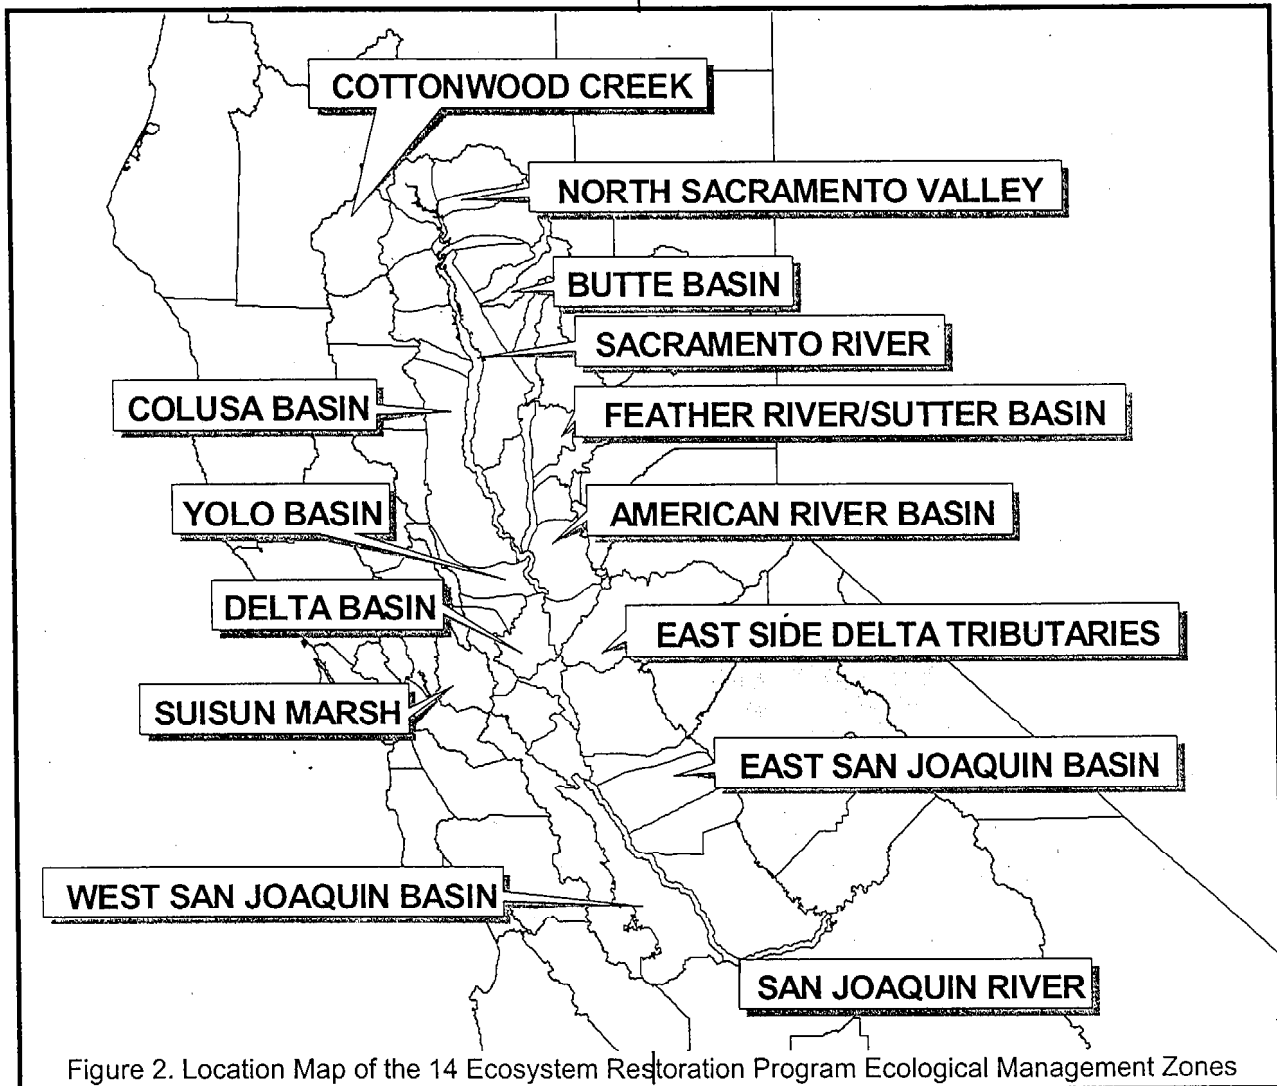 COTTONWOOD CREEK
NORTH SACRAMENTO VALLEY
BUTTE BASIN
SACRAMENTO RIVER
COLUSA BASIN
FEATHER RIVER/SUTTER BASIN
YOLO BASIN
AMERICAN RIVER BASIN
DELTA BASIN
EAST SIDE DELTA TRIBUTARIES
SUISUN MARSH
EAST SAN JOAQUIN BASIN
WEST SAN JOAQUIN BASIN
SAN JOAQUIN RIVER
Figure 2. Location Map of the 14 Ecosystem Restoration Program Ecological Management Zones